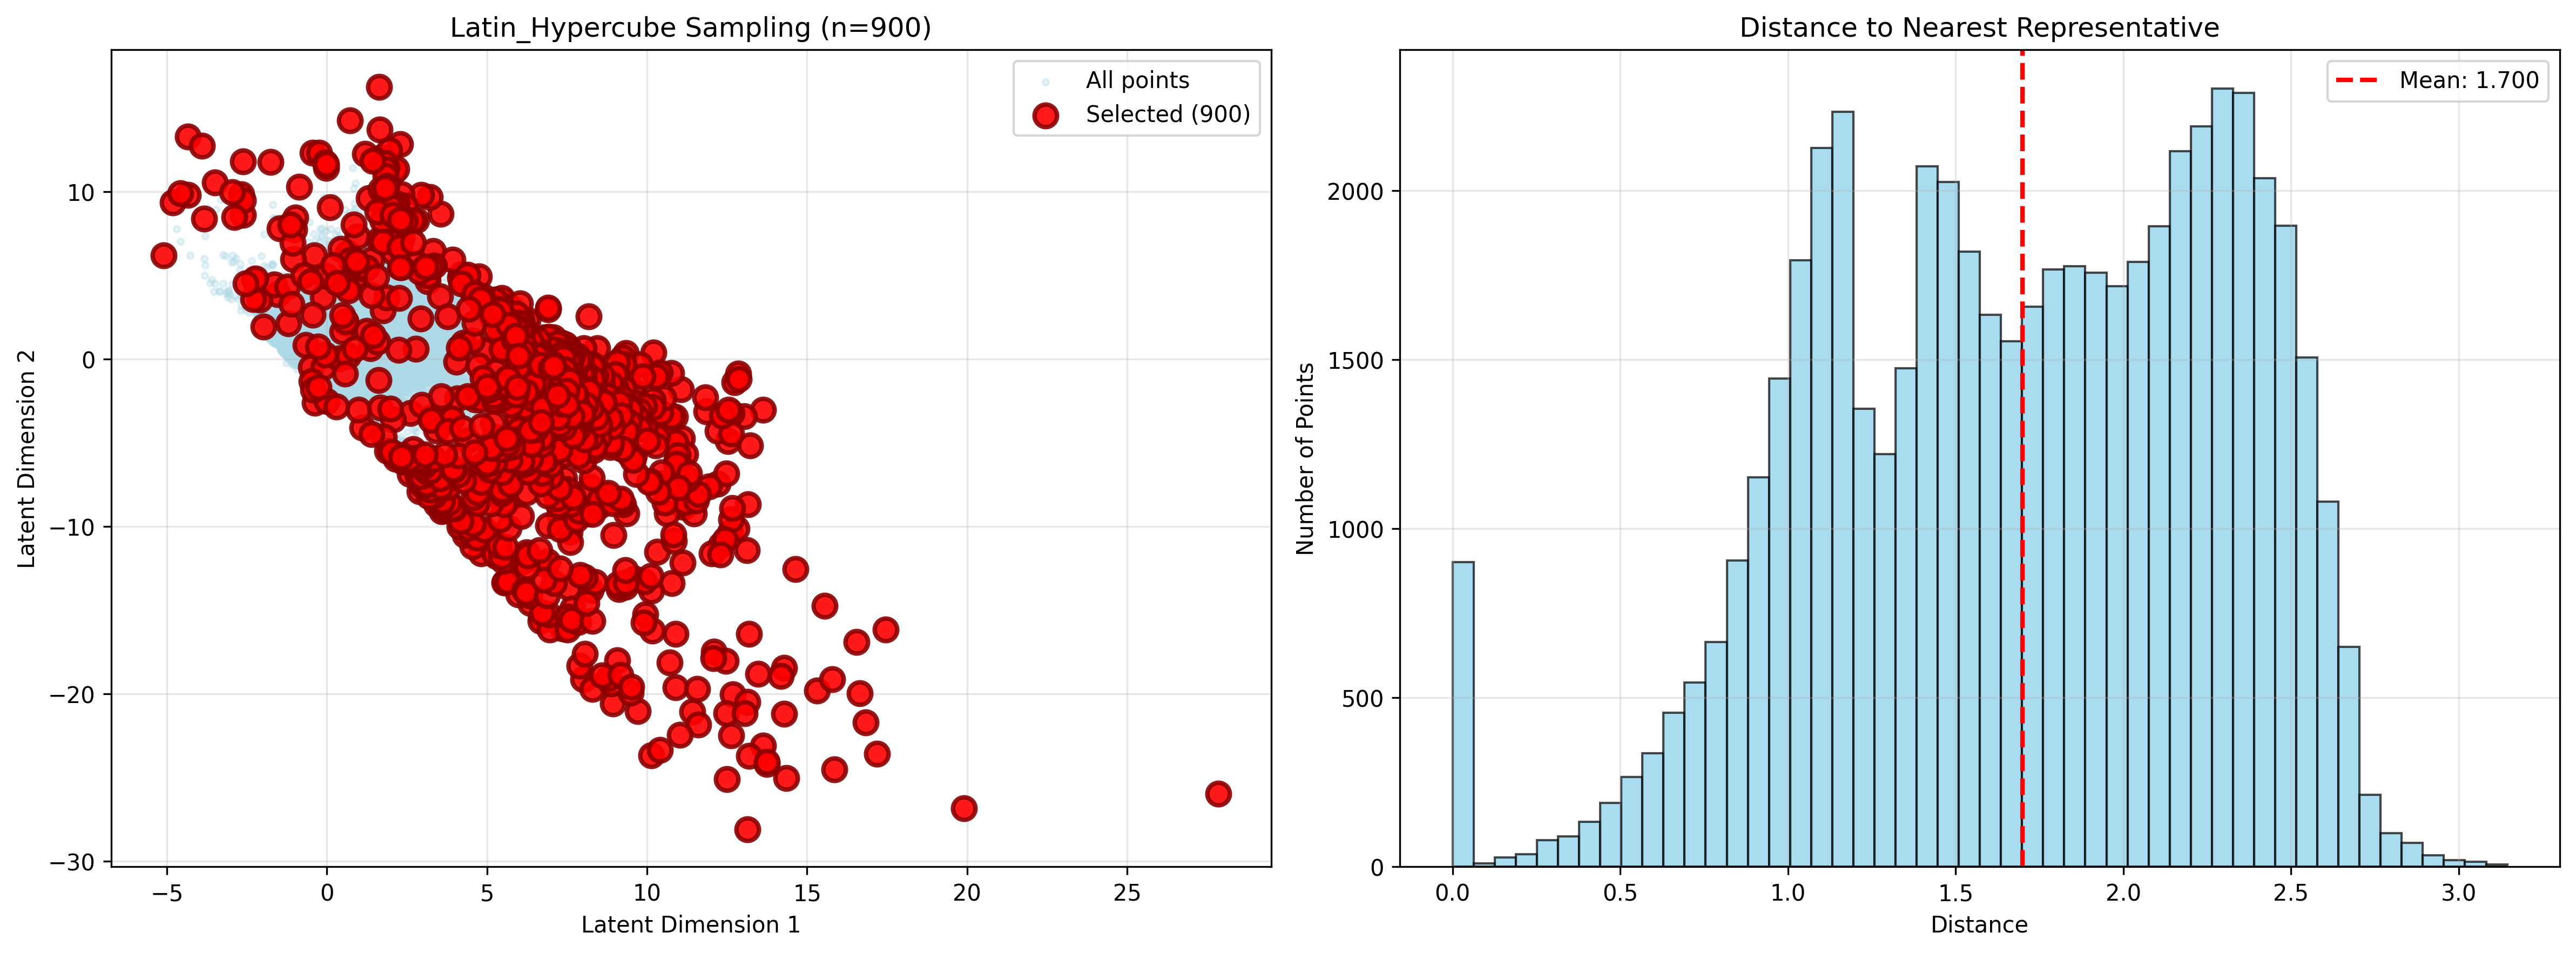 Latin_Hypercube Sampling (n=900)
All points
Selected (900)
10
0
−10
−20
−30
Latent Dimension 2
−5
0
5
10
15
20
25
Latent Dimension 1
Distance to Nearest Representative
Mean: 1.700
2000
1500
1000
500
0
Number of Points
0.0
0.5
1.0
1.5
2.0
2.5
3.0
Distance